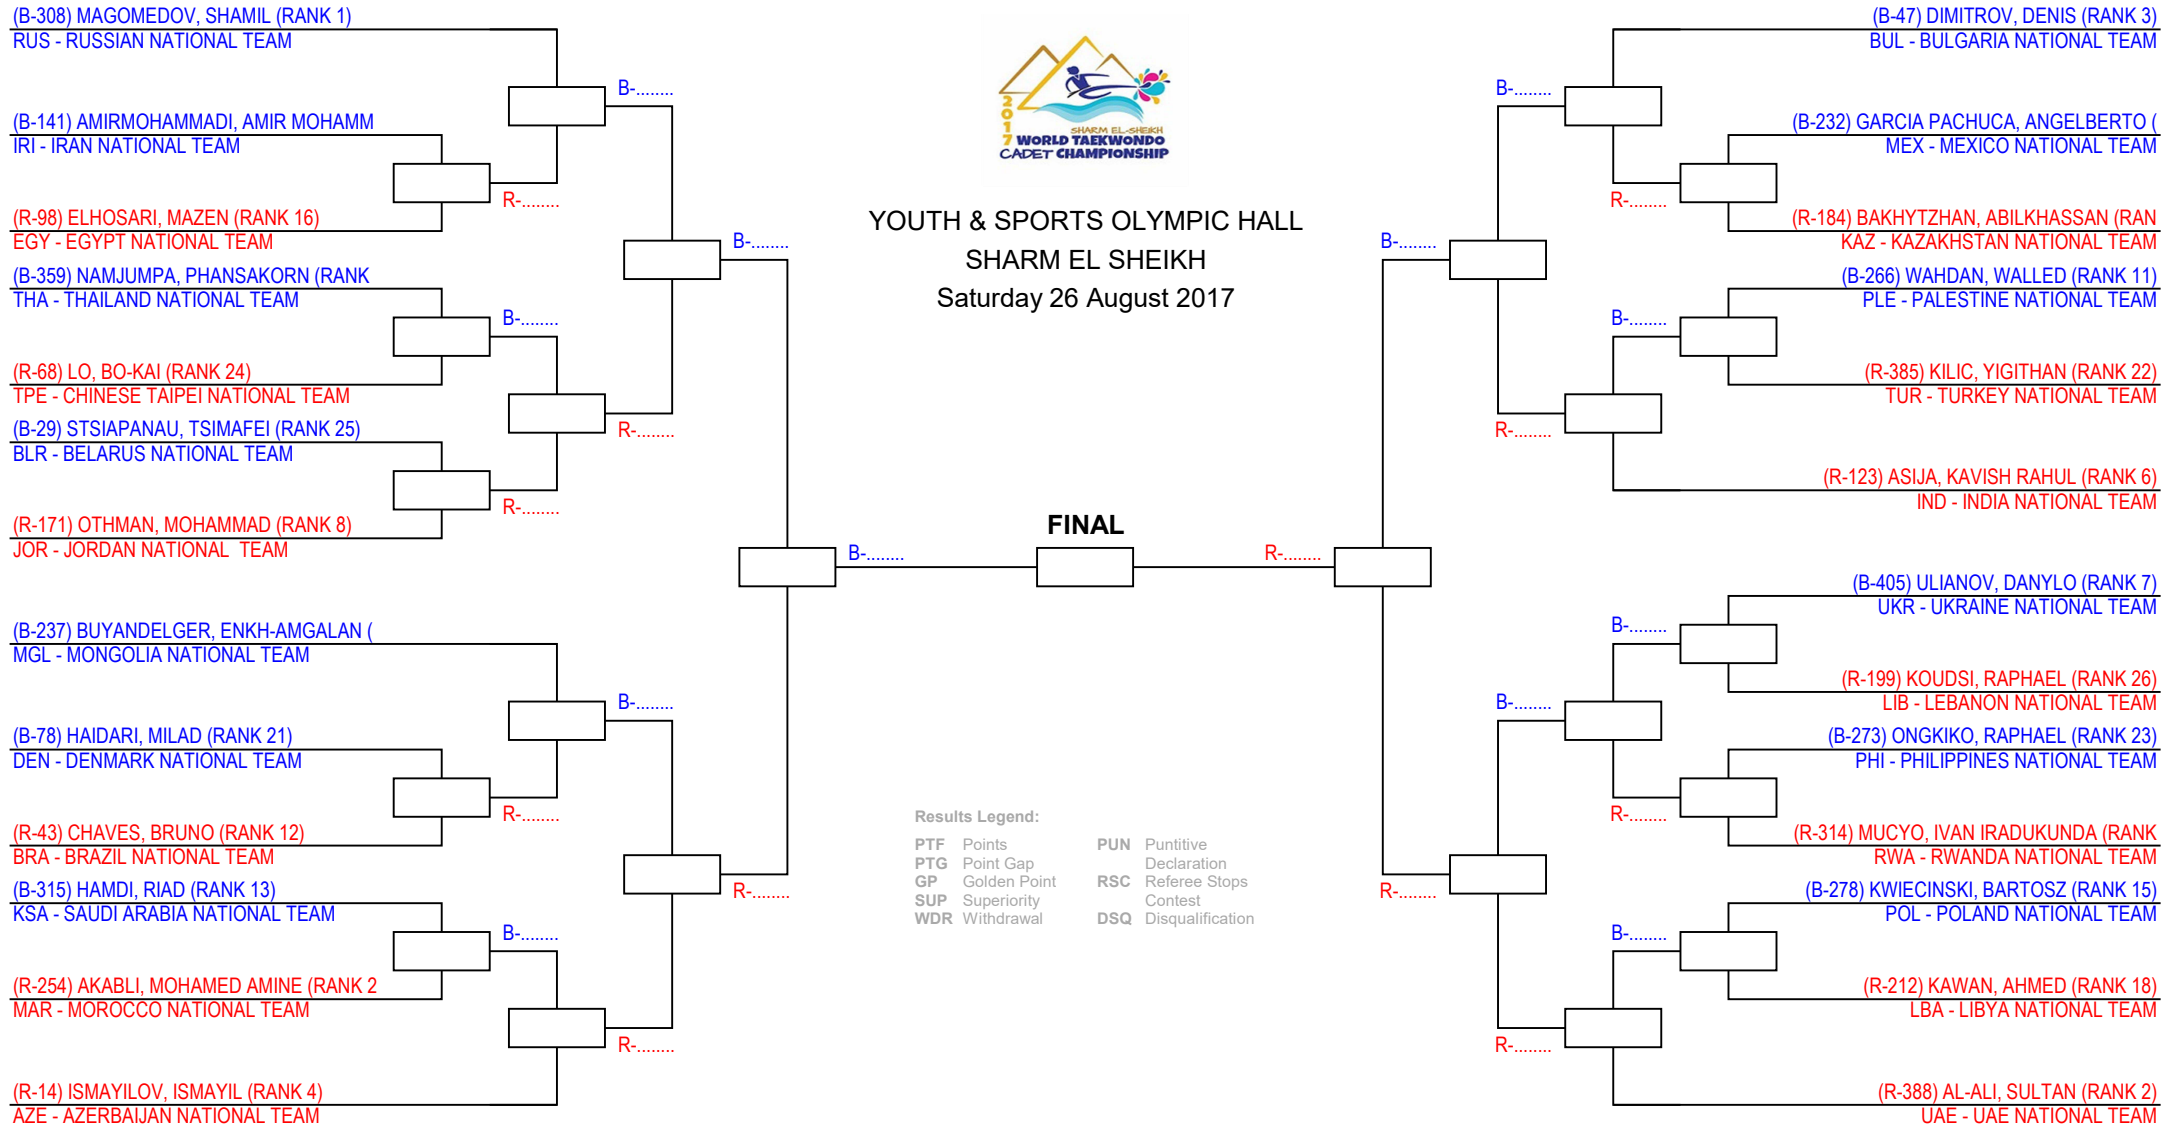 (B-308) MAGOMEDOV, SHAMIL (RANK 1)
RUS - RUSSIAN NATIONAL TEAM
B-........
(B-141) AMIRMOHAMMADI, AMIR MOHAMM
IRI - IRAN NATIONAL TEAM
R-........
(R-98) ELHOSARI, MAZEN (RANK 16)
EGY - EGYPT NATIONAL TEAM
B-........
(B-359) NAMJUMPA, PHANSAKORN (RANK
THA - THAILAND NATIONAL TEAM
B-........
(R-68) LO, BO-KAI (RANK 24)
TPE - CHINESE TAIPEI NATIONAL TEAM
R-........
(B-29) STSIAPANAU, TSIMAFEI (RANK 25)
BLR - BELARUS NATIONAL TEAM
R-........
(R-171) OTHMAN, MOHAMMAD (RANK 8)
JOR - JORDAN NATIONAL  TEAM
B-........
(B-237) BUYANDELGER, ENKH-AMGALAN (
MGL - MONGOLIA NATIONAL TEAM
B-........
(B-78) HAIDARI, MILAD (RANK 21)
DEN - DENMARK NATIONAL TEAM
R-........
(R-43) CHAVES, BRUNO (RANK 12)
BRA - BRAZIL NATIONAL TEAM
R-........
(B-315) HAMDI, RIAD (RANK 13)
KSA - SAUDI ARABIA NATIONAL TEAM
B-........
(R-254) AKABLI, MOHAMED AMINE (RANK 2
MAR - MOROCCO NATIONAL TEAM
R-........
(R-14) ISMAYILOV, ISMAYIL (RANK 4)
AZE - AZERBAIJAN NATIONAL TEAM
2017
SHARM EL-SHEIKH
WORLD TAEKWONDO
CADET CHAMPIONSHIP
YOUTH & SPORTS OLYMPIC HALL
SHARM EL SHEIKH
Saturday 26 August 2017
FINAL
Results Legend:
PTF Points
PTG Point Gap
GP Golden Point
SUP Superiority
WDR Withdrawal
PUN Puntitive
Declaration
RSC Referee Stops
Contest
DSQ Disqualification
(B-47) DIMITROV, DENIS (RANK 3)
BUL - BULGARIA NATIONAL TEAM
B-........
(B-232) GARCIA PACHUCA, ANGELBERTO (
MEX - MEXICO NATIONAL TEAM
R-........
(R-184) BAKHYTZHAN, ABILKHASSAN (RAN
KAZ - KAZAKHSTAN NATIONAL TEAM
B-........
(B-266) WAHDAN, WALLED (RANK 11)
PLE - PALESTINE NATIONAL TEAM
B-........
(R-385) KILIC, YIGITHAN (RANK 22)
TUR - TURKEY NATIONAL TEAM
R-........
(R-123) ASIJA, KAVISH RAHUL (RANK 6)
IND - INDIA NATIONAL TEAM
R-........
(B-405) ULIANOV, DANYLO (RANK 7)
UKR - UKRAINE NATIONAL TEAM
B-........
(R-199) KOUDSI, RAPHAEL (RANK 26)
LIB - LEBANON NATIONAL TEAM
B-........
(B-273) ONGKIKO, RAPHAEL (RANK 23)
PHI - PHILIPPINES NATIONAL TEAM
R-........
(R-314) MUCYO, IVAN IRADUKUNDA (RANK
RWA - RWANDA NATIONAL TEAM
R-........
(B-278) KWIECINSKI, BARTOSZ (RANK 15)
POL - POLAND NATIONAL TEAM
B-........
(R-212) KAWAN, AHMED (RANK 18)
LBA - LIBYA NATIONAL TEAM
R-........
(R-388) AL-ALI, SULTAN (RANK 2)
UAE - UAE NATIONAL TEAM